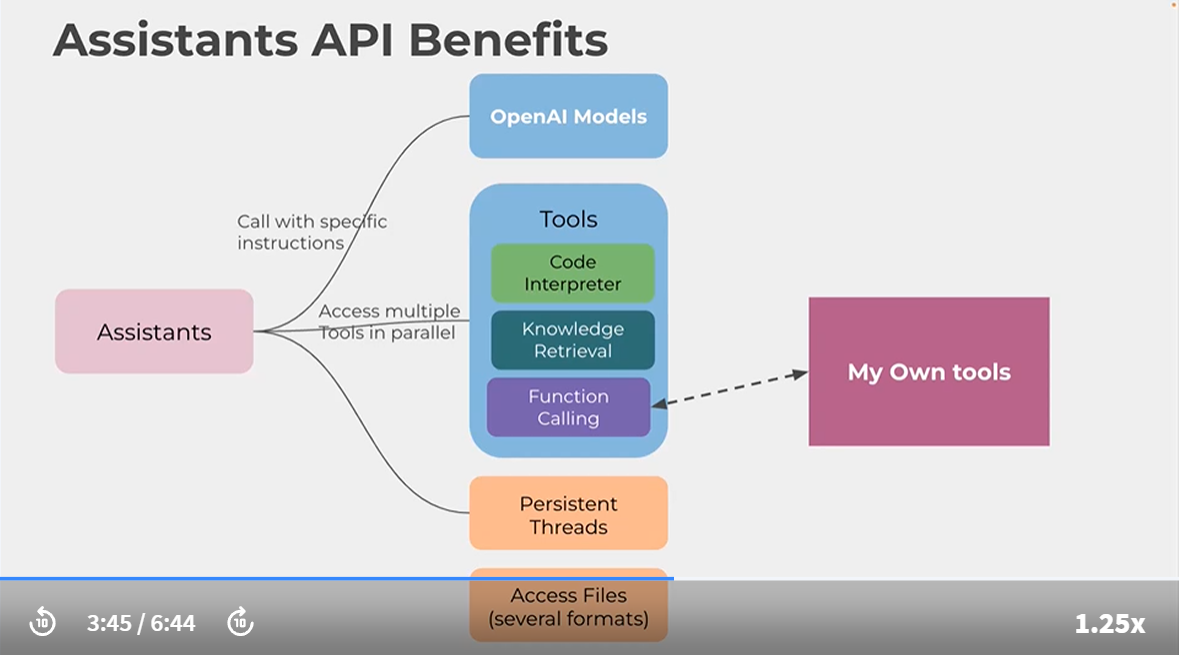 Assistants API Benefits
OpenAI Models
Call with specific
instructions
Tools
Code
Interpreter
Access multiple
Tools in parallel
Assistants
Knowledge
Retrieval
Function
Calling
My Own tools
Persistent
Threads
Access Files
(several formats)
10
3:45 / 6:44
10
1.25x